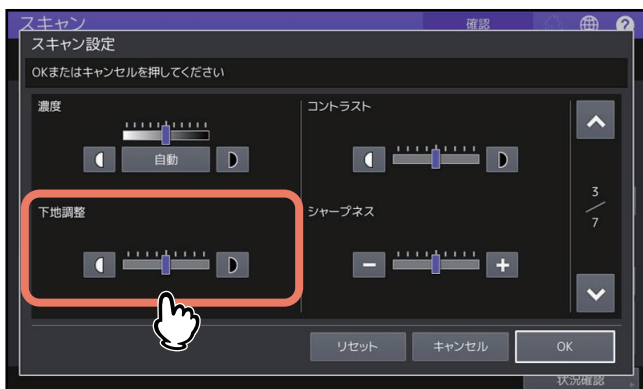 スキャン
確認
スキャン設定
OKまたはキャンセルを押してください
濃度
コントラスト
自動
3
7
下地調整
シャープネス
リセット
キャンセル
OK
状況確認